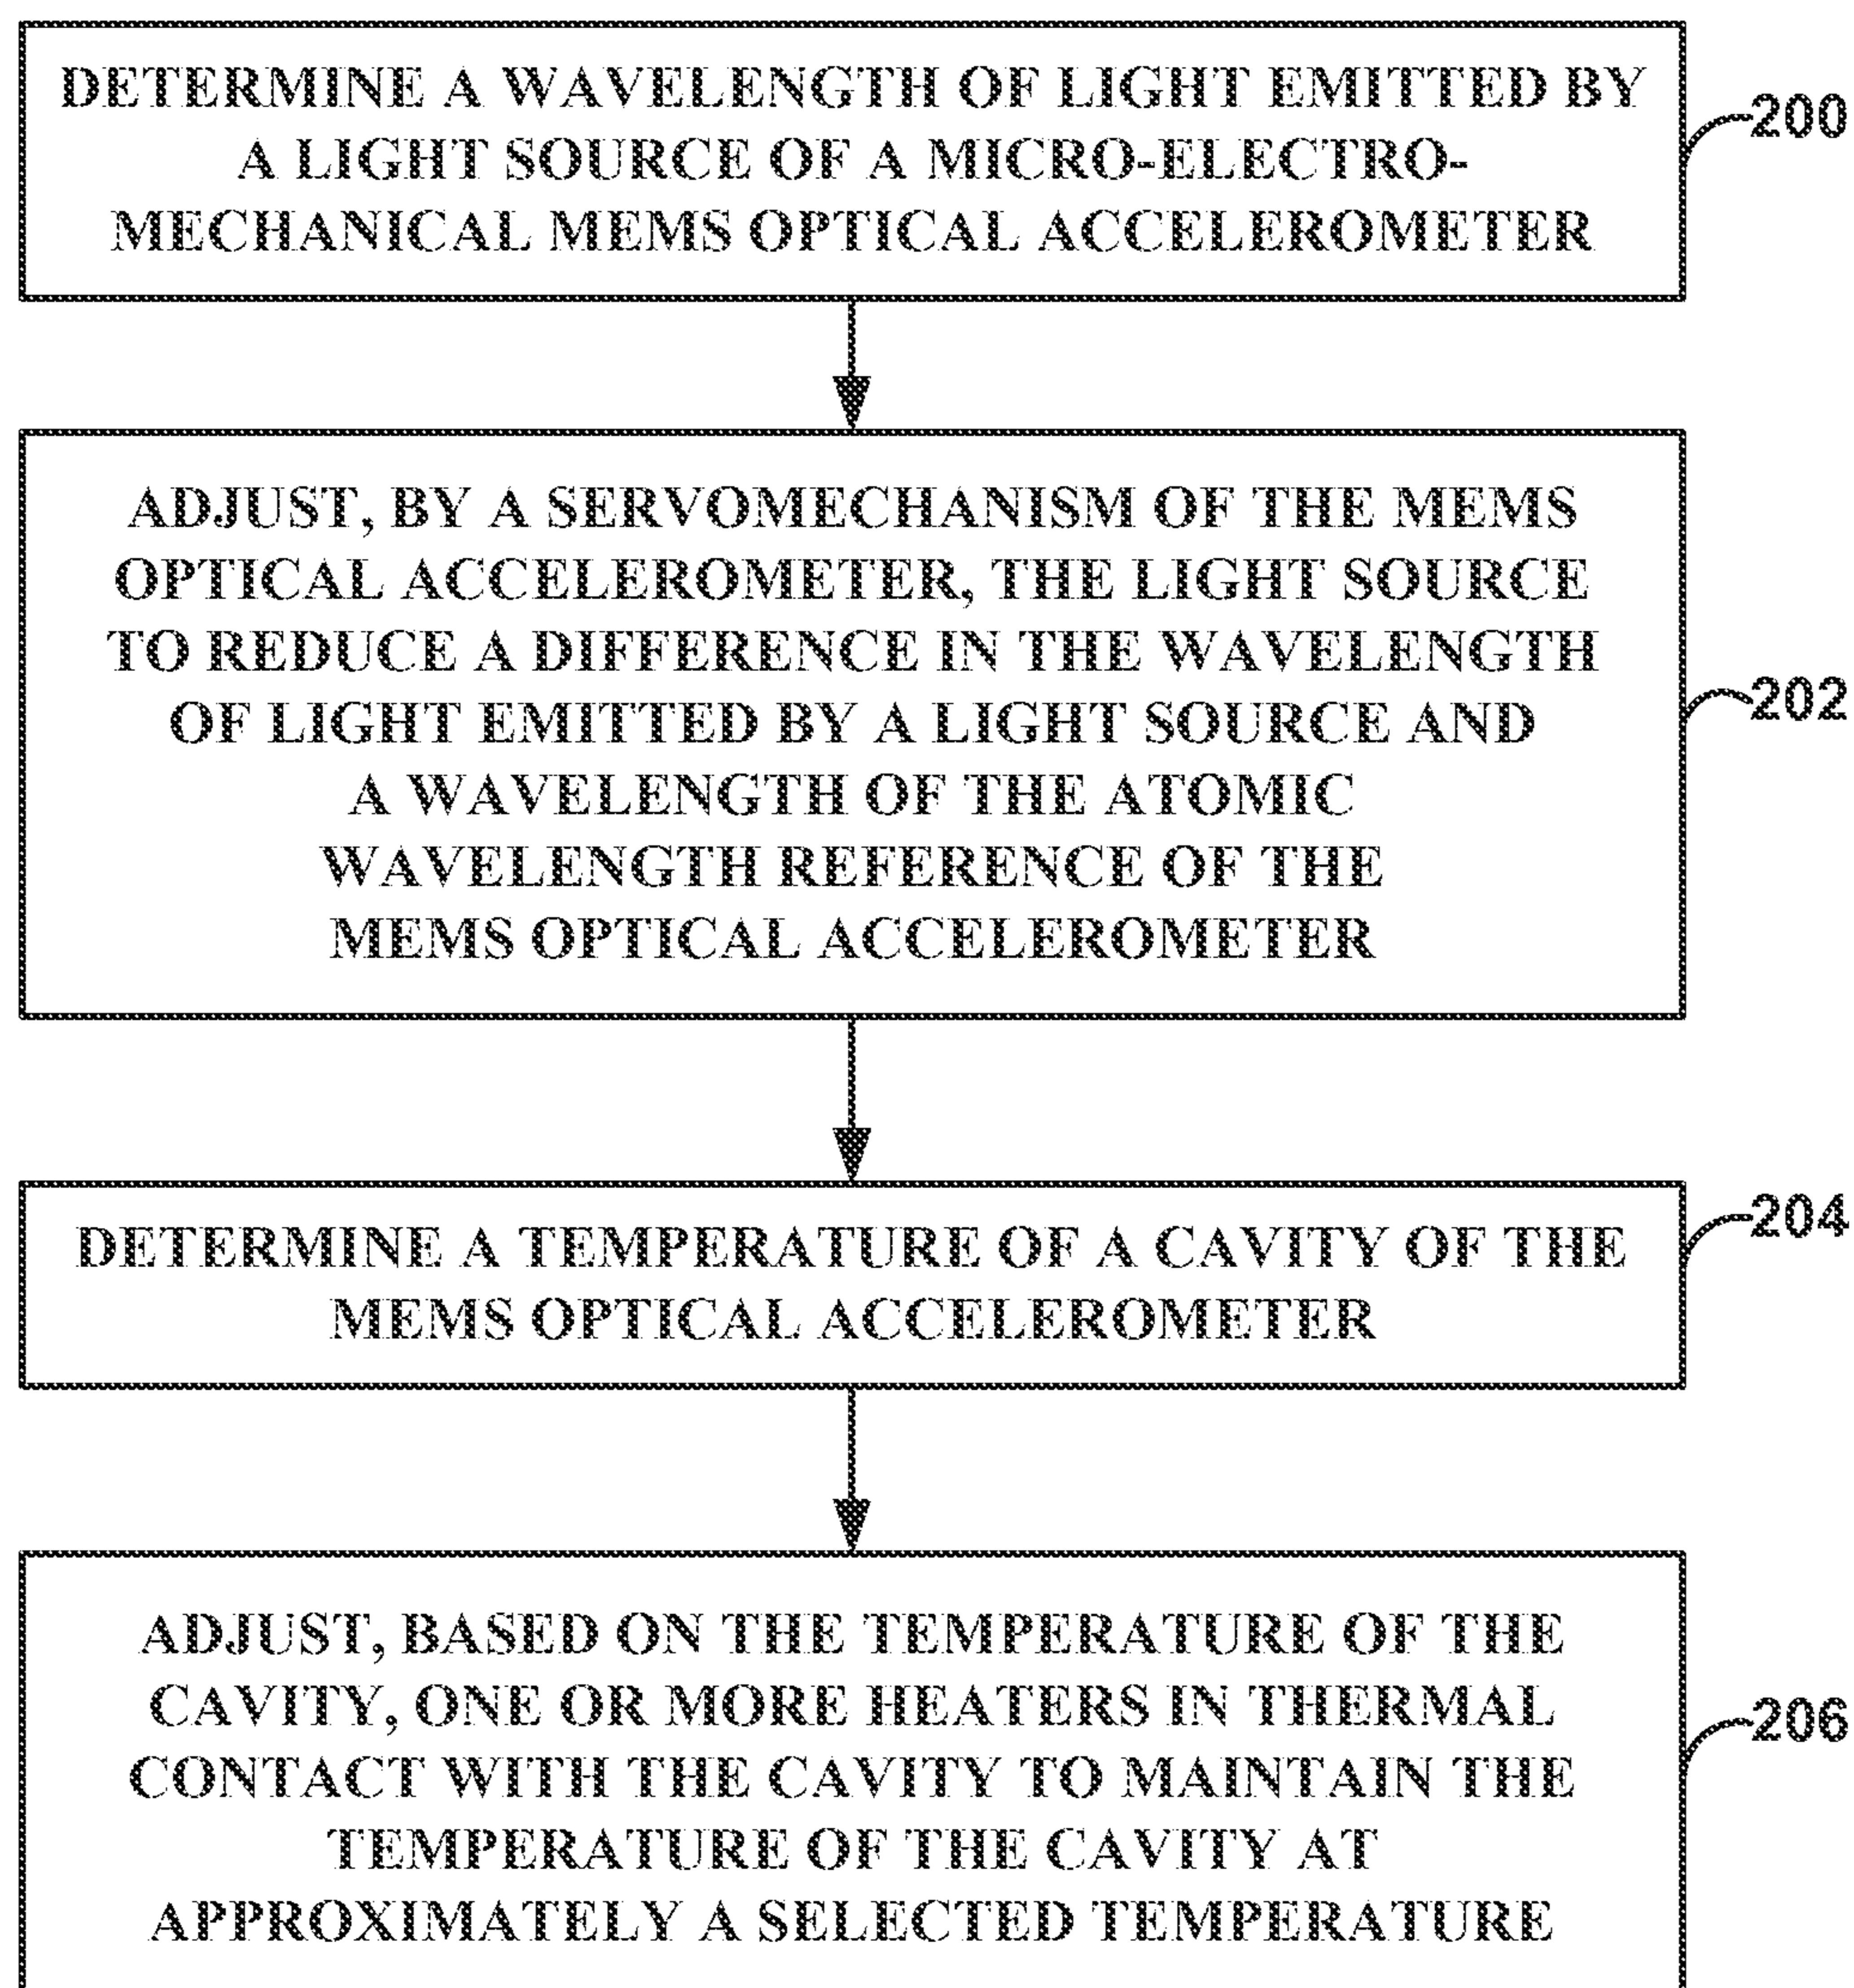 DETERMINE A WAVELENGTH OF LIGHT EMITTED BY
A LIGHT SOURCE OF A MICRO-ELECTRO-
MECHANICAL MEMS OPTICAL ACCELEROMETER
200
ADJUST, BY A SERVOMECHANISM OF THE MEMS
OPTICAL ACCELEROMETER, THE LIGHT SOURCE
TO REDUCE A DIFFERENCE IN THE WAVELENGTH
OF LIGHT EMITTED BY A LIGHT SOURCE AND
A WAVELENGTH OF THE ATOMIC
WAVELENGTH REFERENCE OF THE
MEMS OPTICAL ACCELEROMETER
202
DETERMINE A TEMPERATURE OF A CAVITY OF THE
MEMS OPTICAL ACCELEROMETER
204
ADJUST, BASED ON THE TEMPERATURE OF THE
CAVITY, ONE OR MORE HEATERS IN THERMAL
CONTACT WITH THE CAVITY TO MAINTAIN THE
TEMPERATURE OF THE CAVITY AT
APPROXIMATELY A SELECTED TEMPERATURE
206